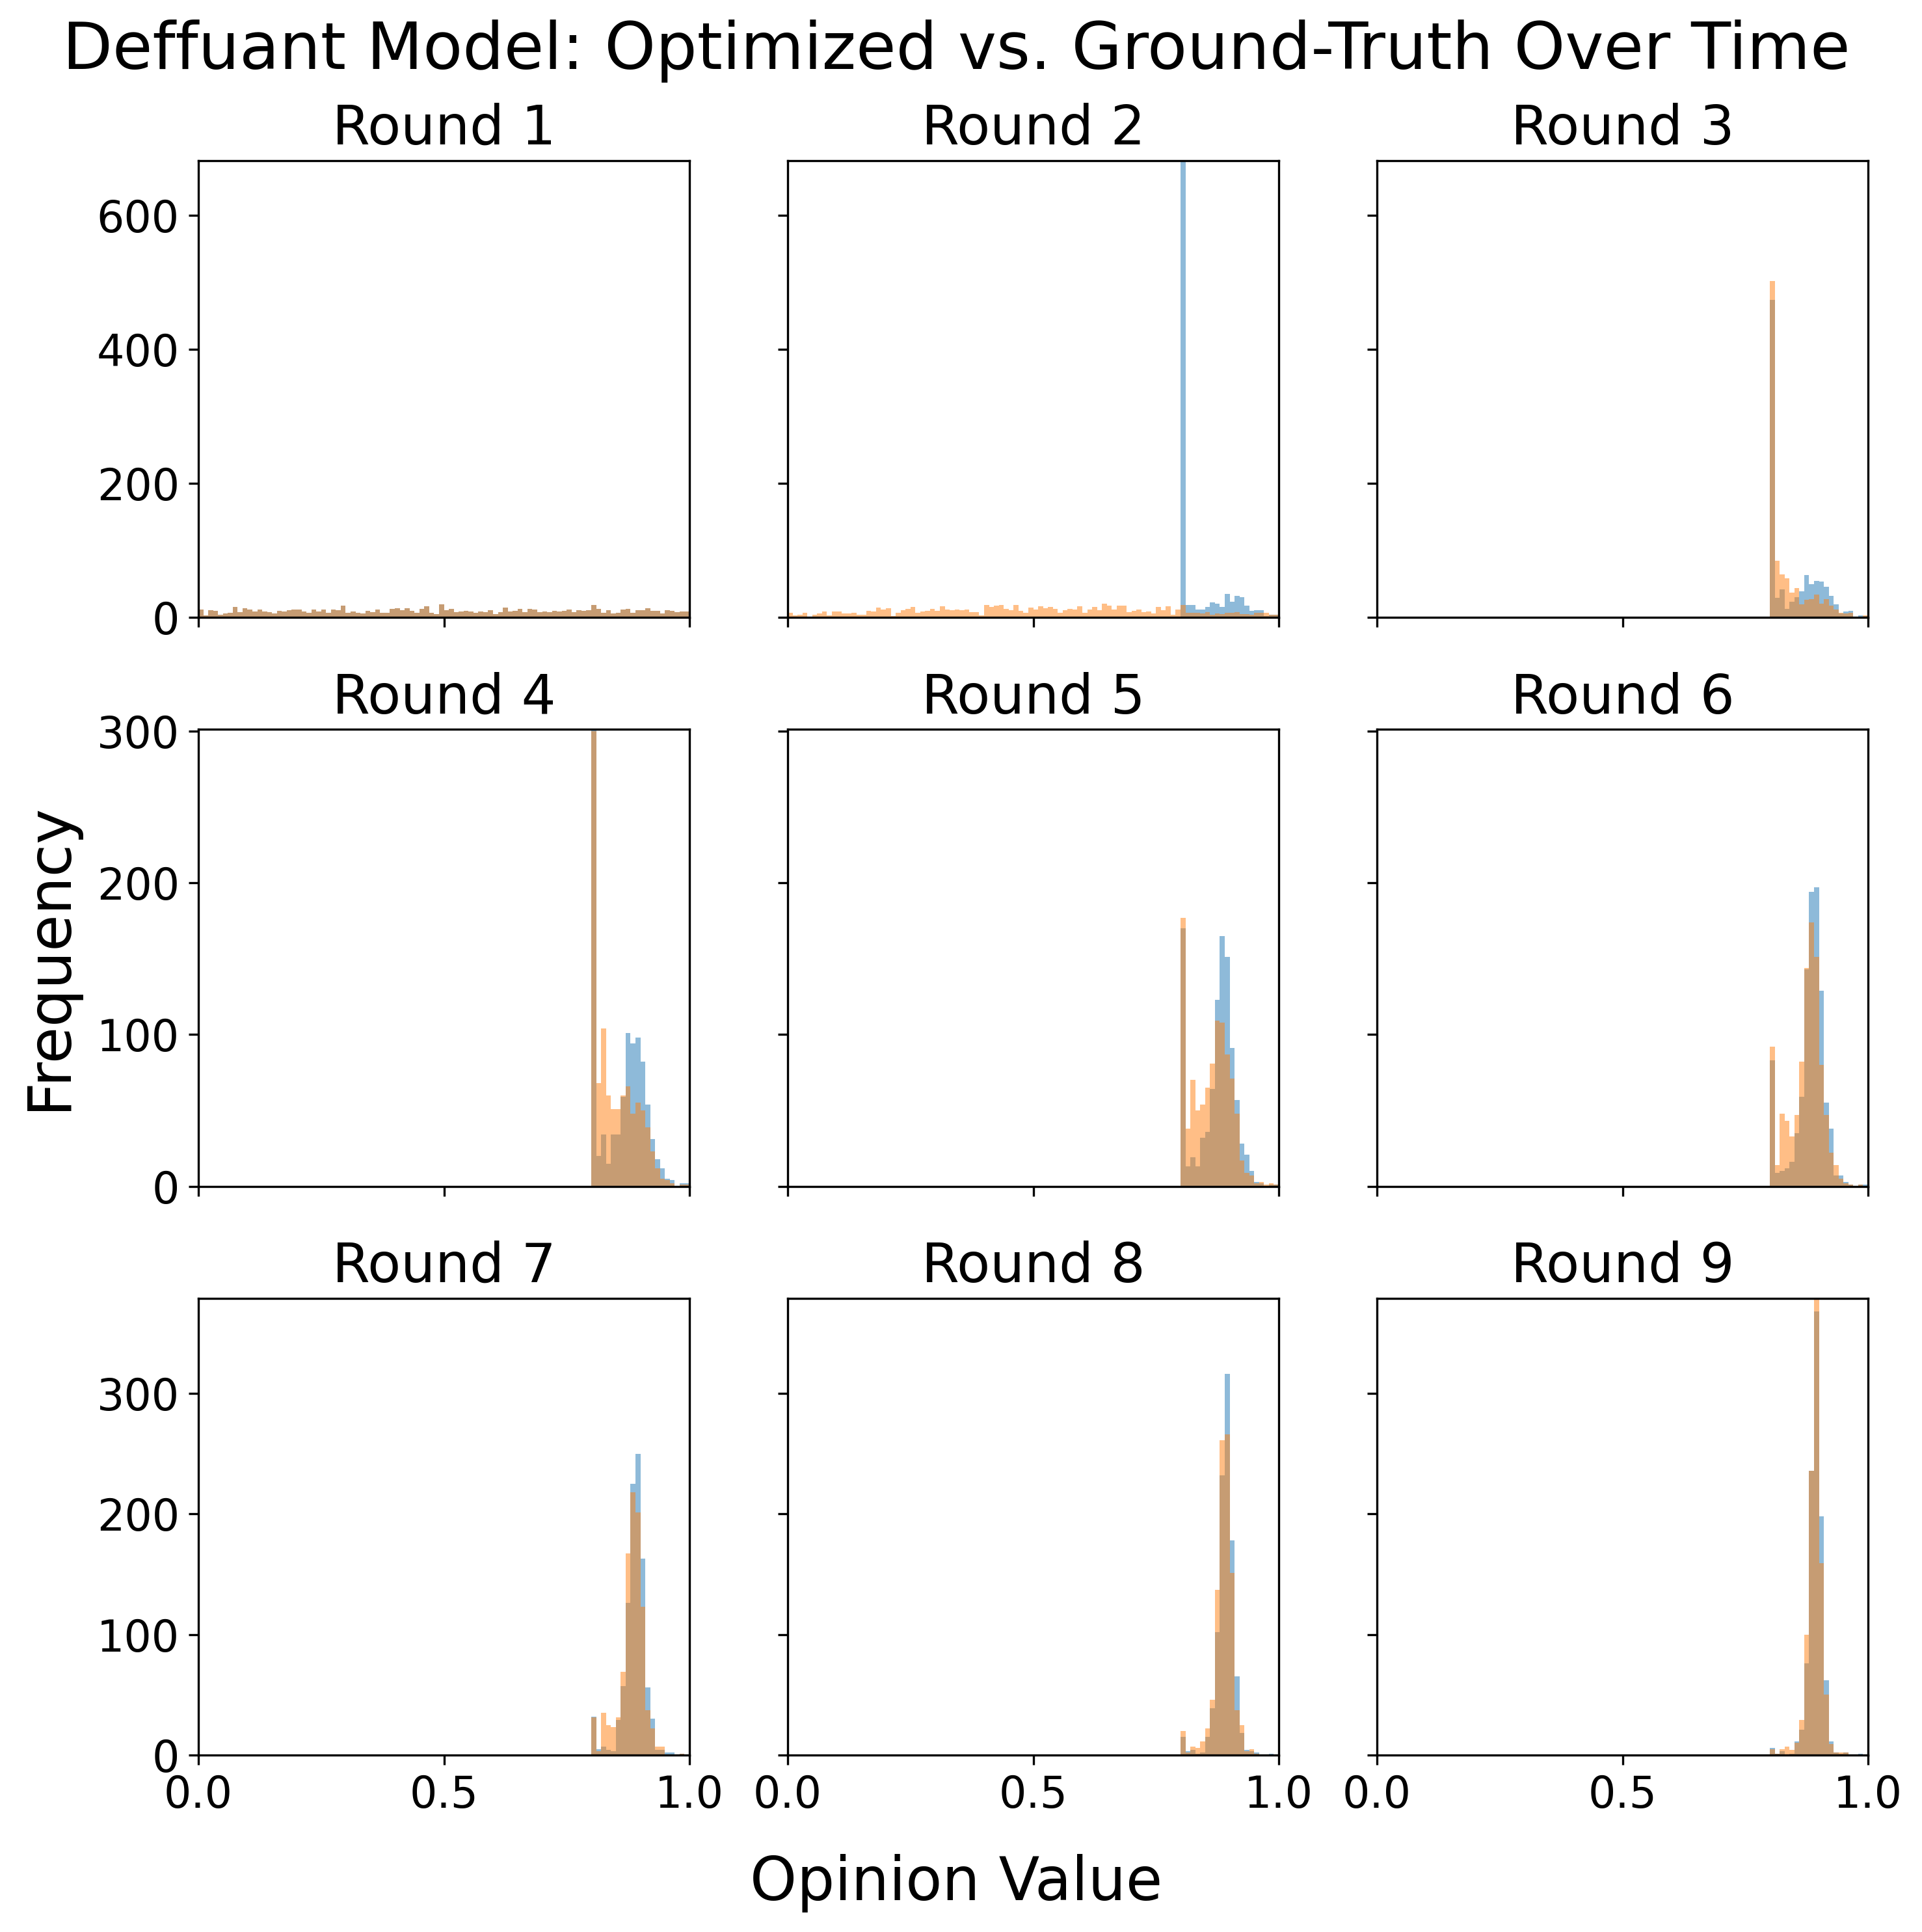 Deffuant Model: Optimized vs. Ground-Truth Over Time
Round 1
Round 2
Round 3
600
400
200
0
Round 4
Round 5
Round 6
300
200
100
0
Frequency
Round 7
Round 8
Round 9
300
200
100
0
0.0
0.5
1.0
0.0
0.5
1.0
0.0
0.5
1.0
Opinion Value